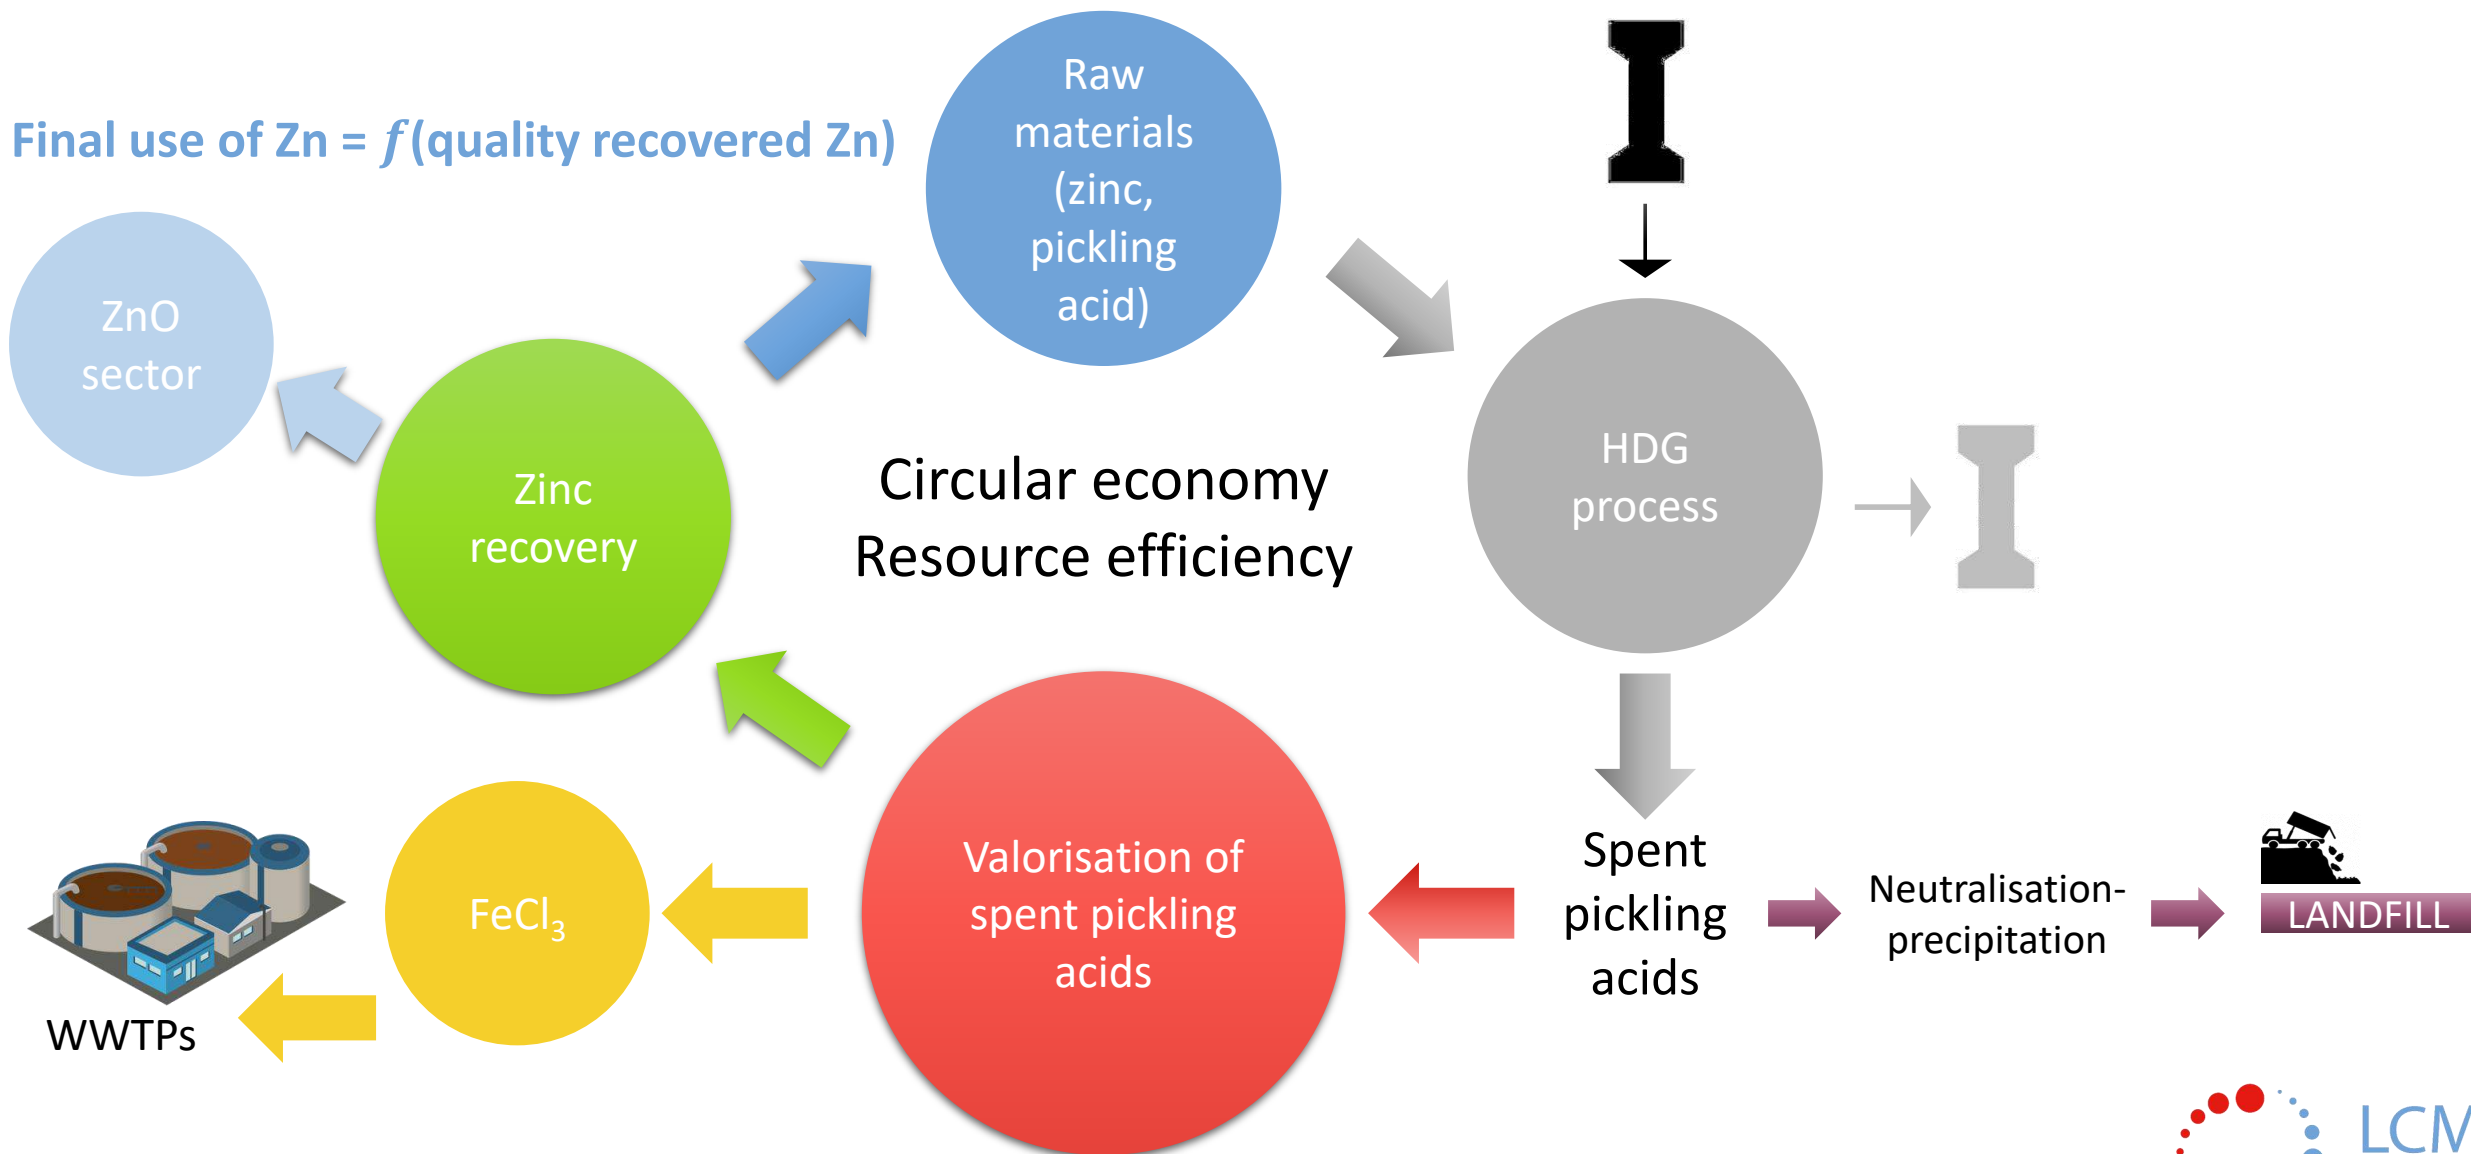 Final use of Zn = f(quality recovered Zn)
Raw
materials
(zinc,
pickling
acid)
ZnO
sector
Zinc
recovery
Circular economy
Resource efficiency
HDG
process
Valorisation of
spent pickling
acids
FeCl₃
WWTPs
Spent
pickling
acids
Neutralisation-
precipitation
LANDFILL
LCM